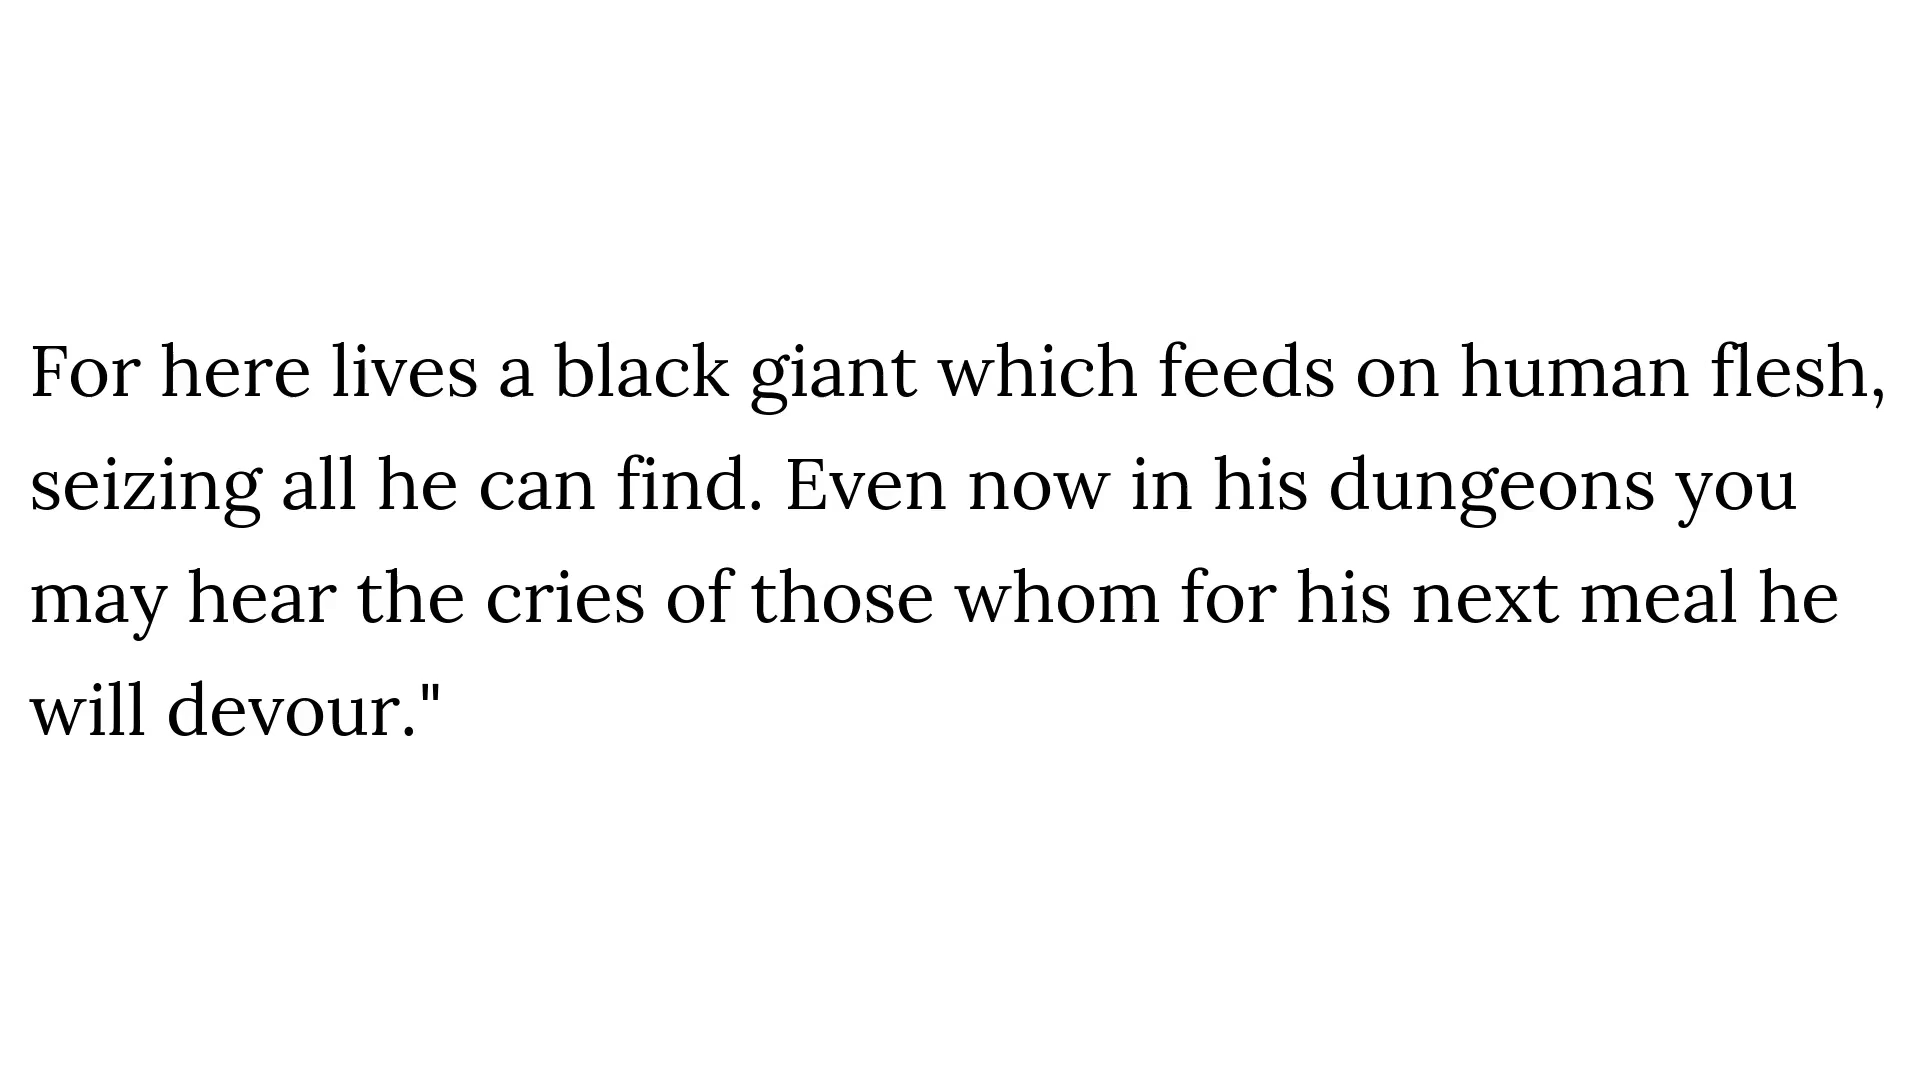 For here lives a black giant which feeds on human flesh,
seizing all he can find. Even now in his dungeons you
may hear the cries of those whom for his next meal he
will devour."